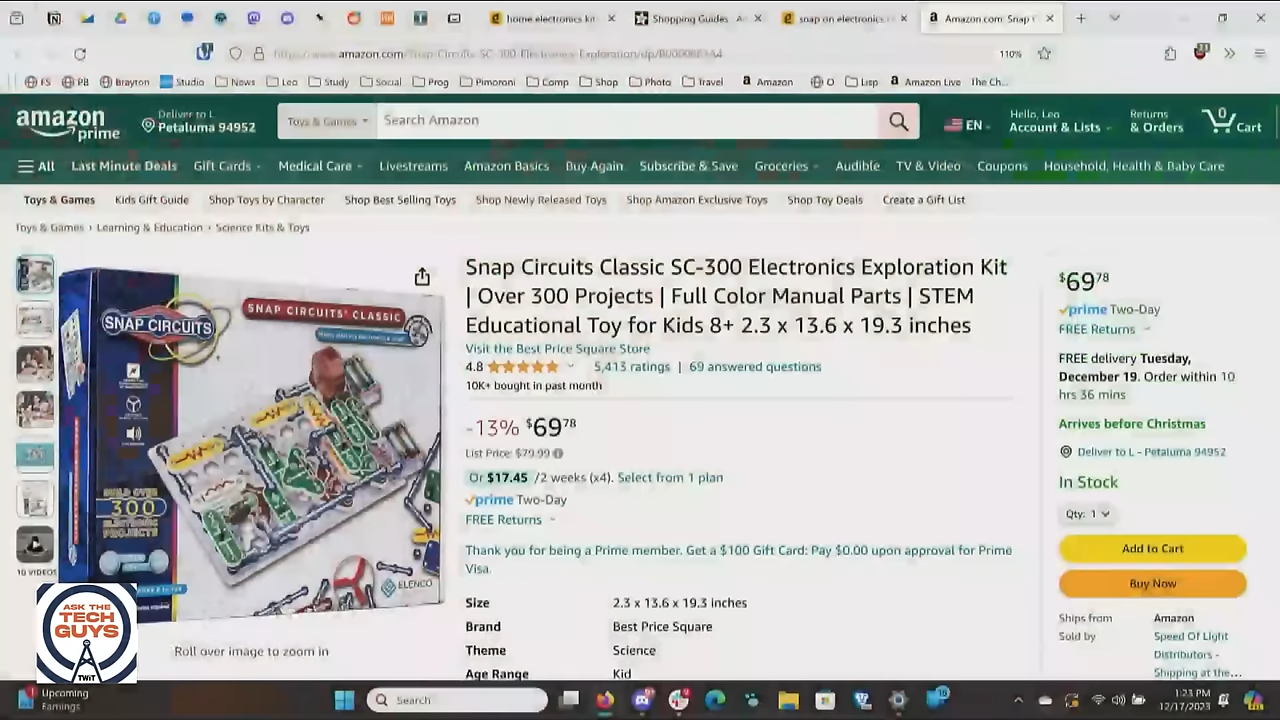 home electronics kit
Shopping Guides
snap on electronics
Amazon.com: Snap
110%
FS
PB
Brayton
Studio
News
Leo
Study
Social
Prog
Pimoroni
Comp
Shop
Photo
Travel
Amazon
O
Lisp
Amazon Live
The Ch...
amazon
prime
Deliver to L
Petaluma 94952
Toys & Games
Search Amazon
EN
Hello, Leo
Account & Lists
Returns
& Orders
0
Cart
All
Last Minute Deals
Gift Cards
Medical Care
Livestreams
Amazon Basics
Buy Again
Subscribe & Save
Groceries
Audible
TV & Video
Coupons
Household, Health & Baby Care
Toys & Games
Kids Gift Guide
Shop Toys by Character
Shop Best Selling Toys
Shop Newly Released Toys
Shop Amazon Exclusive Toys
Shop Toy Deals
Create a Gift List
Toys & Games › Learning & Education › Science Kits & Toys
SNAP CIRCUITS
SNAP CIRCUITS® CLASSIC
BUILD OVER
300
ELECTRONIC
PROJECTS
ELENCO
10 VIDEOS
Roll over image to zoom in
Snap Circuits Classic SC-300 Electronics Exploration Kit
| Over 300 Projects | Full Color Manual Parts | STEM
Educational Toy for Kids 8+ 2.3 x 13.6 x 19.3 inches
Visit the Best Price Square Store
4.8
5,413 ratings | 69 answered questions
10K+ bought in past month
-13% $69 78
List Price: $79.99
Or $17.45 /2 weeks (x4). Select from 1 plan
prime Two-Day
FREE Returns
Thank you for being a Prime member. Get a $100 Gift Card: Pay $0.00 upon approval for Prime
Visa.
Size 2.3 x 13.6 x 19.3 inches
Brand Best Price Square
Theme Science
Age Range Kid
$69 78
prime Two-Day
FREE Returns
FREE delivery Tuesday,
December 19. Order within 10
hrs 36 mins
Arrives before Christmas
Deliver to L - Petaluma 94952
In Stock
Qty: 1
Add to Cart
Buy Now
Ships from Amazon
Sold by Speed Of Light
Distributors -
Shipping at the...
ASK THE
TECH
GUYS
TWiT
Upcoming
Earnings
Search
1:23 PM
12/17/2023